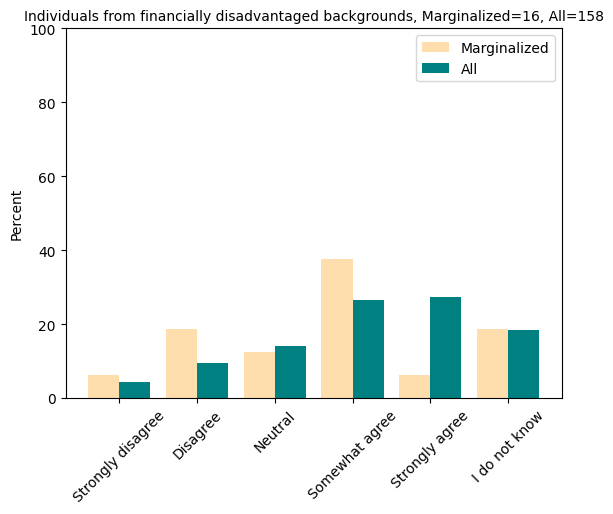 Individuals from financially disadvantaged backgrounds, Marginalized=16, All=158
100
80
60
40
20
0
Percent
Marginalized
All
Strongly disagree
Disagree
Neutral
Somewhat agree
Strongly agree
I do not know